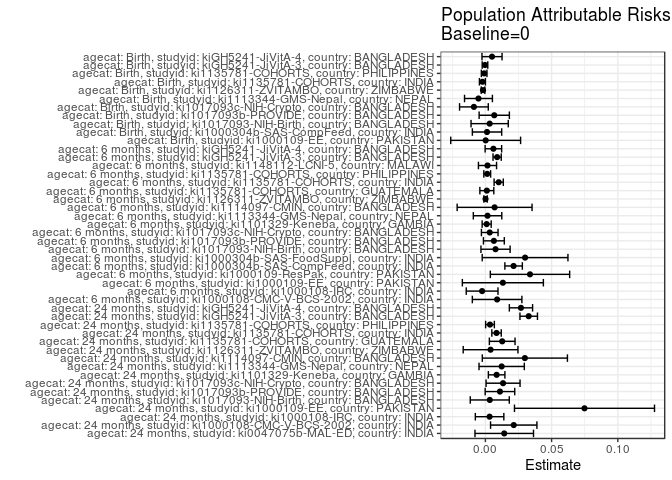 Population Attributable Risks
Baseline=0
agecat: Birth, studyid: kiGH5241-JiVitA-4, country: BANGLADESH
agecat: Birth, studyid: kiGH5241-JiVitA-3, country: BANGLADESH
agecat: Birth, studyid: ki1135781-COHORTS, country: PHILIPPINES
agecat: Birth, studyid: ki1135781-COHORTS, country: INDIA
agecat: Birth, studyid: ki1126311-ZVITAMBO, country: ZIMBABWE
agecat: Birth, studyid: ki1113344-GMS-Nepal, country: NEPAL
agecat: Birth, studyid: ki1017093c-NIH-Crypto, country: BANGLADESH
agecat: Birth, studyid: ki1017093b-PROVIDE, country: BANGLADESH
agecat: Birth, studyid: ki1017093-NIH-Birth, country: BANGLADESH
agecat: Birth, studyid: ki1000304b-SAS-CompFeed, country: INDIA
agecat: Birth, studyid: ki1000109-EE, country: PAKISTAN
agecat: 6 months, studyid: kiGH5241-JiVitA-4, country: BANGLADESH
agecat: 6 months, studyid: kiGH5241-JiVitA-3, country: BANGLADESH
agecat: 6 months, studyid: ki1148112-LCNI-5, country: MALAWI
agecat: 6 months, studyid: ki1135781-COHORTS, country: PHILIPPINES
agecat: 6 months, studyid: ki1135781-COHORTS, country: INDIA
agecat: 6 months, studyid: ki1135781-COHORTS, country: GUATEMALA
agecat: 6 months, studyid: ki1126311-ZVITAMBO, country: ZIMBABWE
agecat: 6 months, studyid: ki1114097-CMIN, country: BANGLADESH
agecat: 6 months, studyid: ki1113344-GMS-Nepal, country: NEPAL
agecat: 6 months, studyid: ki1101329-Keneba, country: GAMBIA
agecat: 6 months, studyid: ki1017093c-NIH-Crypto, country: BANGLADESH
agecat: 6 months, studyid: ki1017093b-PROVIDE, country: BANGLADESH
agecat: 6 months, studyid: ki1017093-NIH-Birth, country: BANGLADESH
agecat: 6 months, studyid: ki1000304b-SAS-FoodSuppl, country: INDIA
agecat: 6 months, studyid: ki1000304b-SAS-CompFeed, country: INDIA
agecat: 6 months, studyid: ki1000109-ResPak, country: PAKISTAN
agecat: 6 months, studyid: ki1000109-EE, country: PAKISTAN
agecat: 6 months, studyid: ki1000108-IRC, country: INDIA
agecat: 6 months, studyid: ki1000108-CMC-V-BCS-2002, country: INDIA
agecat: 24 months, studyid: kiGH5241-JiVitA-4, country: BANGLADESH
agecat: 24 months, studyid: kiGH5241-JiVitA-3, country: BANGLADESH
agecat: 24 months, studyid: ki1135781-COHORTS, country: PHILIPPINES
agecat: 24 months, studyid: ki1135781-COHORTS, country: INDIA
agecat: 24 months, studyid: ki1135781-COHORTS, country: GUATEMALA
agecat: 24 months, studyid: ki1126311-ZVITAMBO, country: ZIMBABWE
agecat: 24 months, studyid: ki1114097-CMIN, country: BANGLADESH
agecat: 24 months, studyid: ki1113344-GMS-Nepal, country: NEPAL
agecat: 24 months, studyid: ki1101329-Keneba, country: GAMBIA
agecat: 24 months, studyid: ki1017093c-NIH-Crypto, country: BANGLADESH
agecat: 24 months, studyid: ki1017093b-PROVIDE, country: BANGLADESH
agecat: 24 months, studyid: ki1017093-NIH-Birth, country: BANGLADESH
agecat: 24 months, studyid: ki1000109-EE, country: PAKISTAN
agecat: 24 months, studyid: ki1000108-IRC, country: INDIA
agecat: 24 months, studyid: ki1000108-CMC-V-BCS-2002, country: INDIA
agecat: 24 months, studyid: ki0047075b-MAL-ED, country: INDIA
0.00 0.05 0.10
Estimate